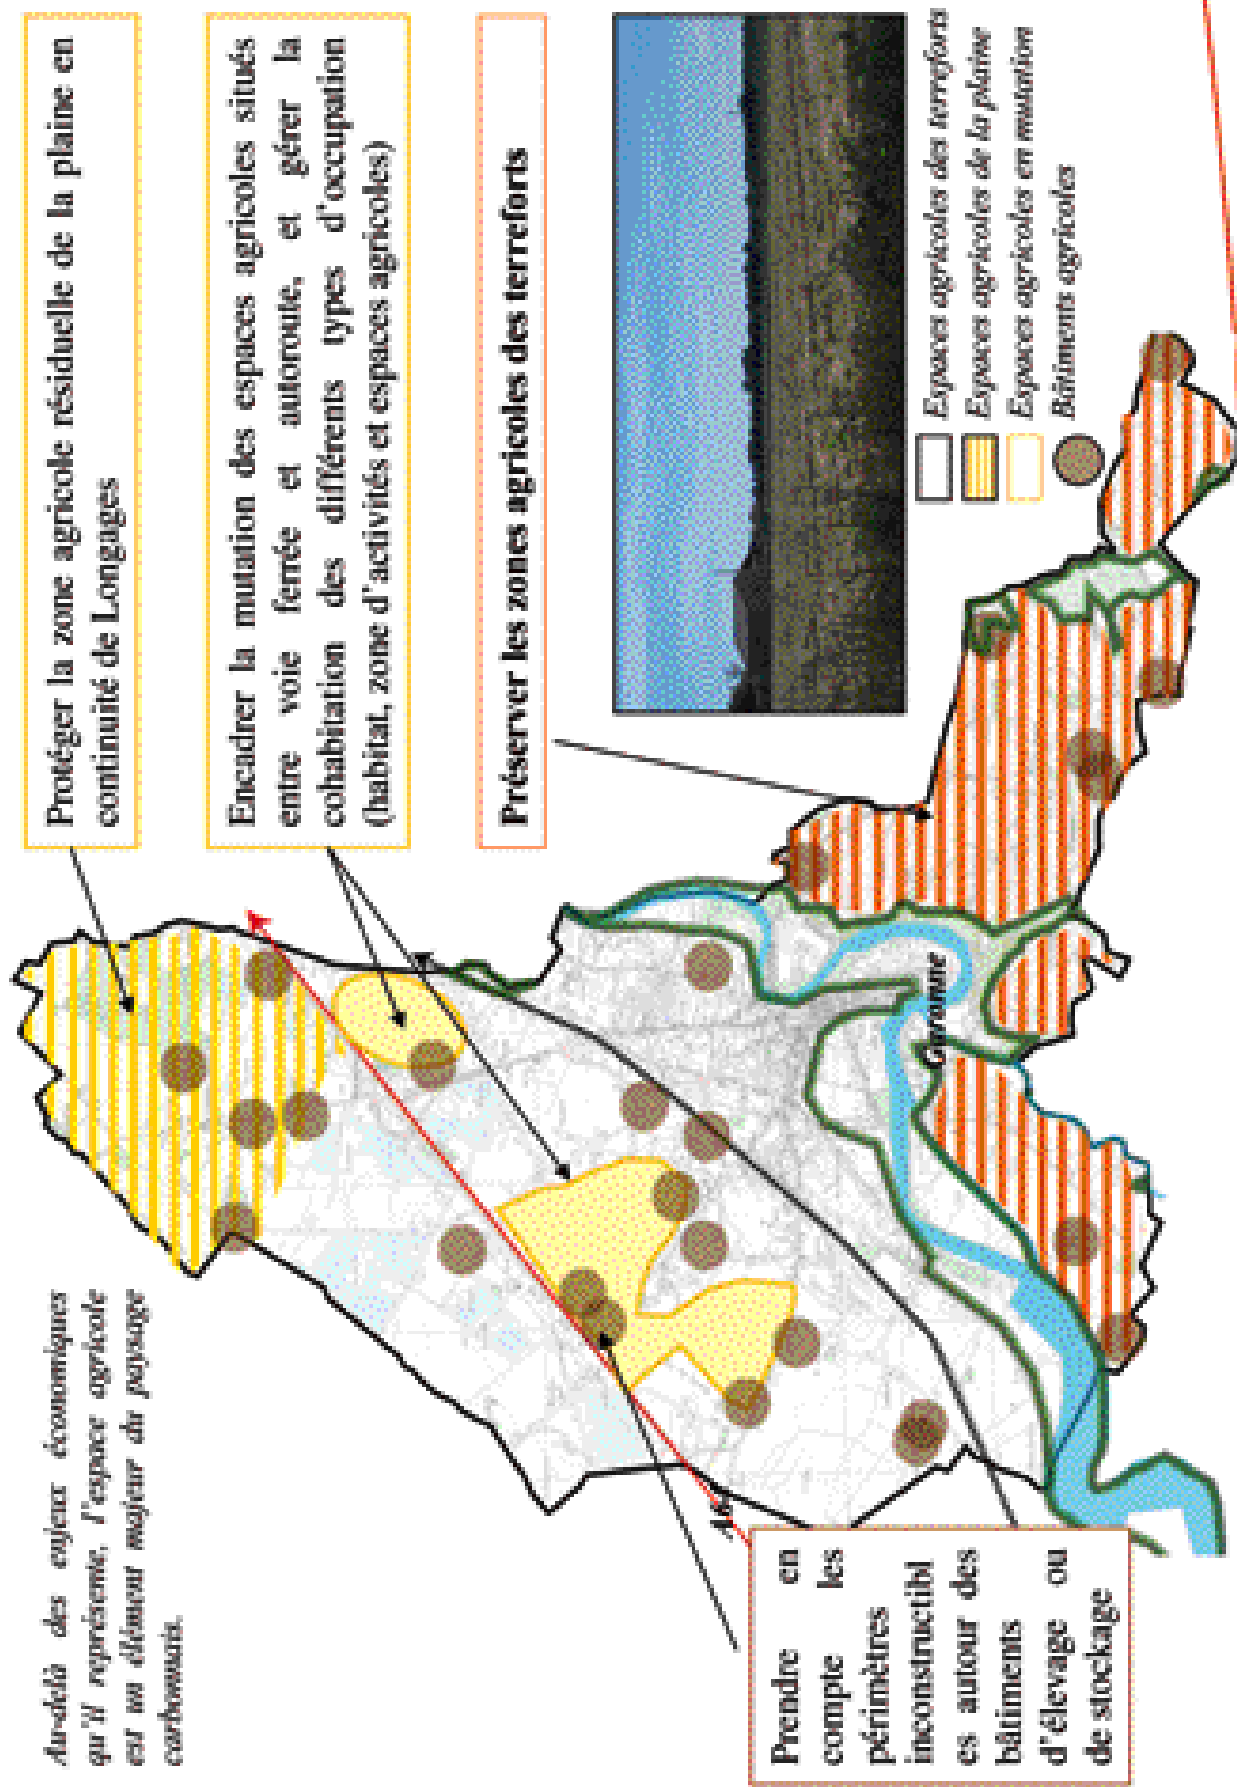 Au-delà des enjeux économiques
qu'il représente, l'espace agricole
est un élément majeur du paysage
carbonnais.
Protéger la zone agricole résiduelle de la plaine en
continuité de Longages
Encadrer la mutation des espaces agricoles situés
entre voie ferrée et autoroute, et gérer la
cohabitation des différents types d'occupation
(habitat, zone d'activités et espaces agricoles)
Préserver les zones agricoles des terreforts
Prendre en
compte les
périmètres
inconstructibl
es autour des
bâtiments
d'élevage ou
de stockage
Garonne
Espaces agricoles des terreforts
Espaces agricoles de la plaine
Espaces agricoles en mutation
Bâtiments agricoles